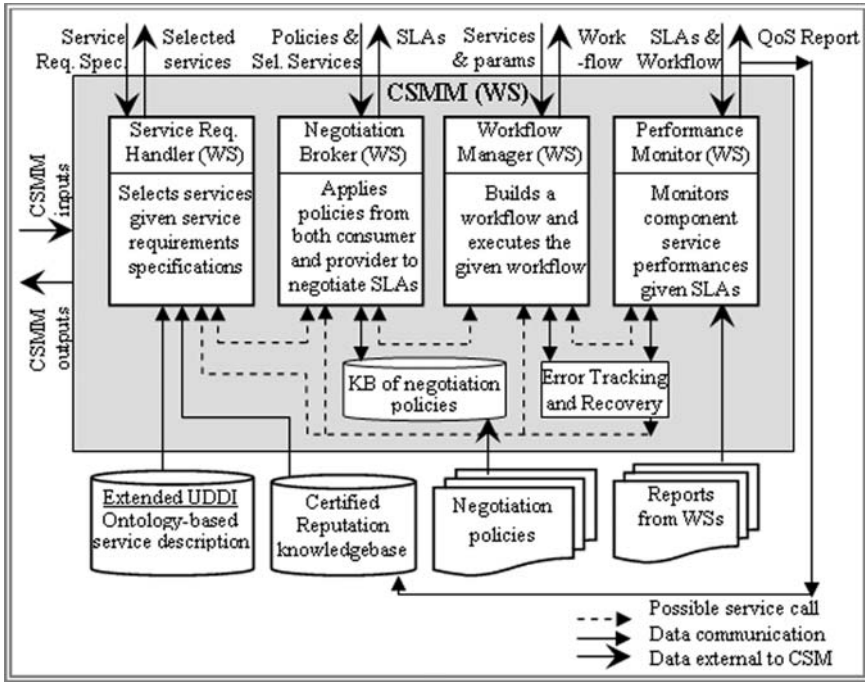 Service
Req. Spec.
Selected
services
Policies &
Sel. Services
SLAs
Services
& params
Work
-flow
SLAs &
Workflow
QoS Report
CSMM (WS)
CSMM
inputs
CSMM
outputs
Service Req.
Handler (WS)
Selects services
given service
requirements
specifications
Negotiation
Broker (WS)
Applies
policies from
both consumer
and provider to
negotiate SLAs
Workflow
Manager (WS)
Builds a
workflow and
executes the
given workflow
Performance
Monitor (WS)
Monitors
component
service
performances
given SLAs
KB of negotiation
policies
Error Tracking
and Recovery
Extended UDDI
Ontology-based
service description
Certified
Reputation
knowledgebase
Negotiation
policies
Reports
from WSs
Possible service call
Data communication
Data external to CSM